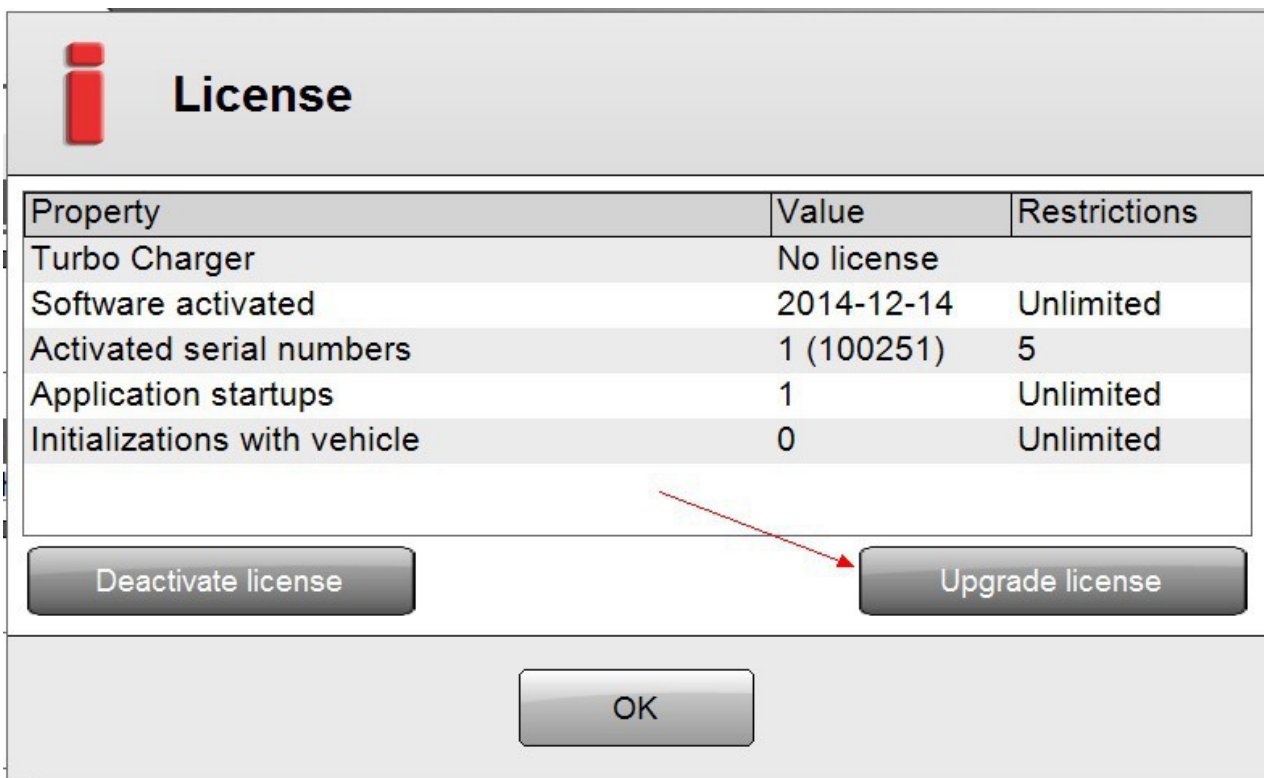 License
Property Value Restrictions
Turbo Charger No license
Software activated 2014-12-14 Unlimited
Activated serial numbers 1 (100251) 5
Application startups 1 Unlimited
Initializations with vehicle 0 Unlimited
Deactivate license Upgrade license
OK